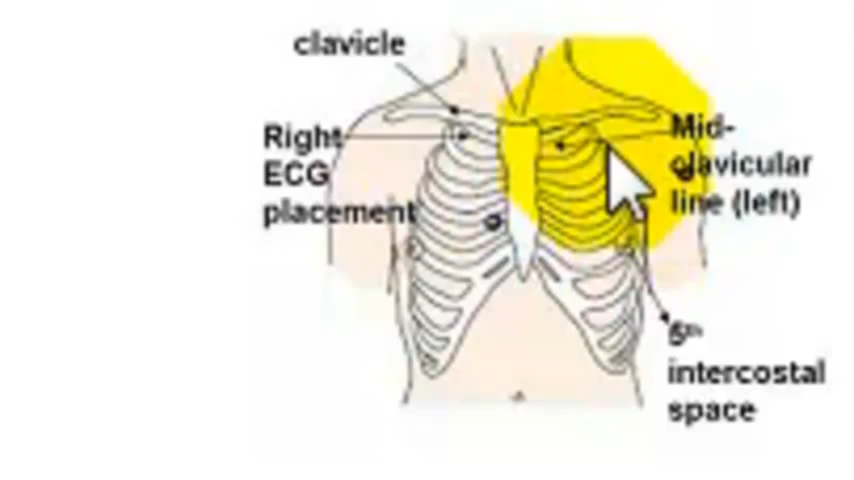 clavicle
Right
ECG
placement
Mid-
clavicular
line (left)
5th
intercostal
space